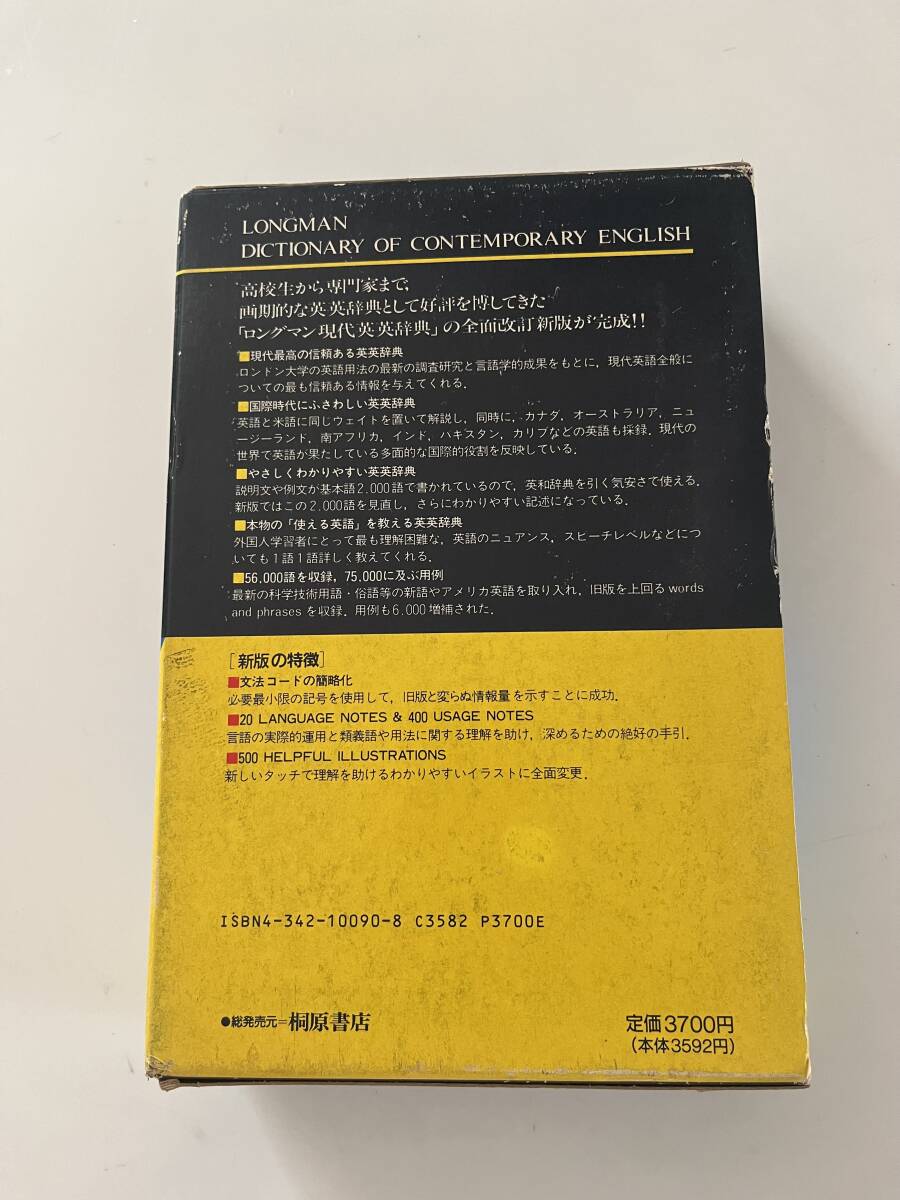 LONGMAN
DICTIONARY OF CONTEMPORARY ENGLISH
高校生から専門家まで,
画期的な英英辞典として好評を博してきた
「ロングマン現代英英辞典」の全面改訂新版が完成!!
■現代最高の信頼ある英英辞典
ロンドン大学の英語用法の最新の調査研究と言語学的成果をもとに，現代英語全般に
ついての最も信頼ある情報を与えてくれる．
■国際時代にふさわしい英英辞典
英語と米語に同じウェイトを置いて解説し，同時に，カナダ，オーストラリア，ニュ
ージーランド，南アフリカ，インド，パキスタン，カリブなどの英語も採録．現代の
世界で英語が果たしている多面的な国際的役割を反映している．
■やさしくわかりやすい英英辞典
説明文や例文が基本語2,000語で書かれているので，英和辞典を引く気安さで使える．
新版ではこの2,000語を見直し，さらにわかりやすい記述になっている．
■本物の「使える英語」を教える英英辞典
外国人学習者にとって最も理解困難な，英語のニュアンス，スピーチレベルなどにつ
いても1語1語詳しく教えてくれる．
■56,000語を収録，75,000に及ぶ用例
最新の科学技術用語・俗語等の新語やアメリカ英語を取り入れ，旧版を上回る words
and phrases を収録．用例も6,000増補された．
[新版の特徴]
■文法コードの簡略化
必要最小限の記号を使用して，旧版と変らぬ情報量を示すことに成功．
■20 LANGUAGE NOTES & 400 USAGE NOTES
言語の実際的運用と類義語や用法に関する理解を助け，深めるための絶好の手引．
■500 HELPFUL ILLUSTRATIONS
新しいタッチで理解を助けるわかりやすいイラストに全面変更．
ISBN4-342-10090-8 C3582 P3700E
●総発売元=桐原書店
定価3700円
(本体3592円)